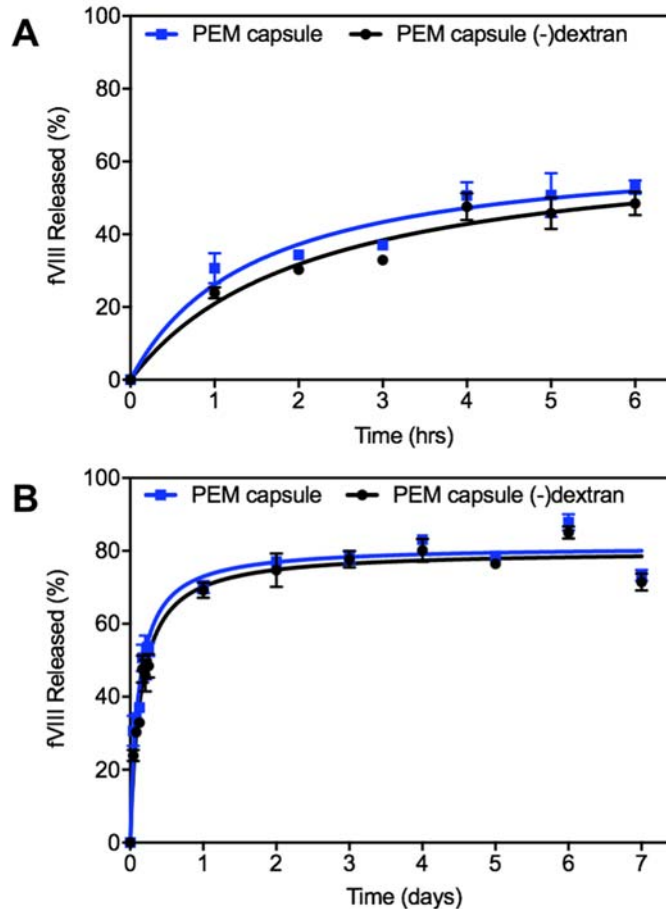 A
PEM capsule PEM capsule (-)dextran
fVIII Released (%)
100
80
60
40
20
0
0 1 2 3 4 5 6
Time (hrs)
B
PEM capsule PEM capsule (-)dextran
fVIII Released (%)
100
80
60
40
20
0
0 1 2 3 4 5 6 7
Time (days)